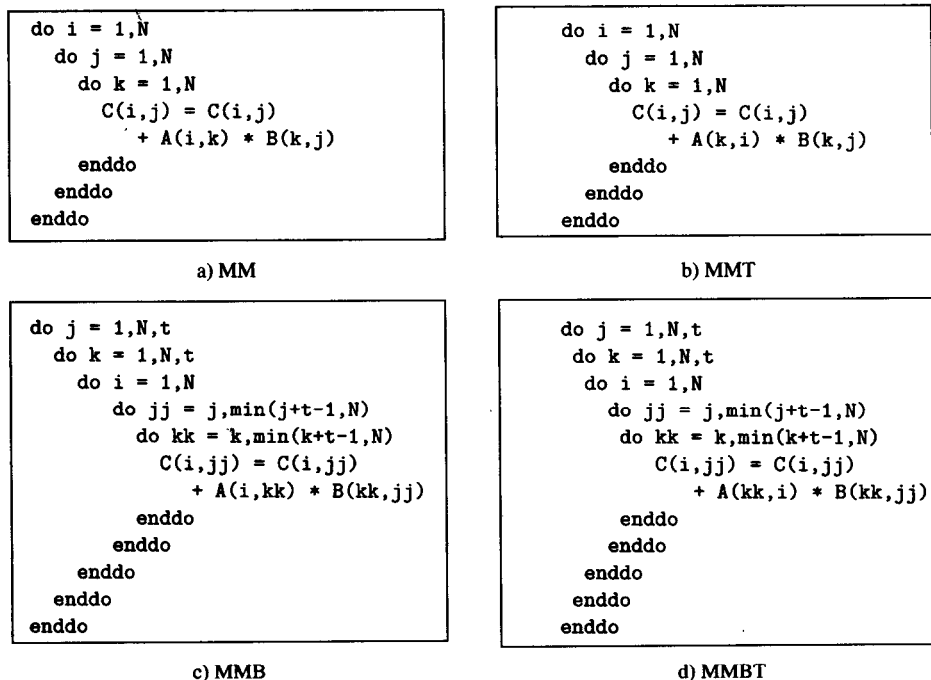 do i = 1,N
do j = 1,N
do k = 1,N
C(i,j) = C(i,j)
+ A(i,k) * B(k,j)
enddo
enddo
enddo
a) MM
do i = 1,N
do j = 1,N
do k = 1,N
C(i,j) = C(i,j)
+ A(k,i) * B(k,j)
enddo
enddo
enddo
b) MMT
do j = 1,N,t
do k = 1,N,t
do i = 1,N
do jj = j,min(j+t-1,N)
do kk = k,min(k+t-1,N)
C(i,jj) = C(i,jj)
+ A(i,kk) * B(kk,jj)
enddo
enddo
enddo
enddo
enddo
c) MMB
do j = 1,N,t
do k = 1,N,t
do i = 1,N
do jj = j,min(j+t-1,N)
do kk = k,min(k+t-1,N)
C(i,jj) = C(i,jj)
+ A(kk,i) * B(kk,jj)
enddo
enddo
enddo
enddo
enddo
d) MMBT